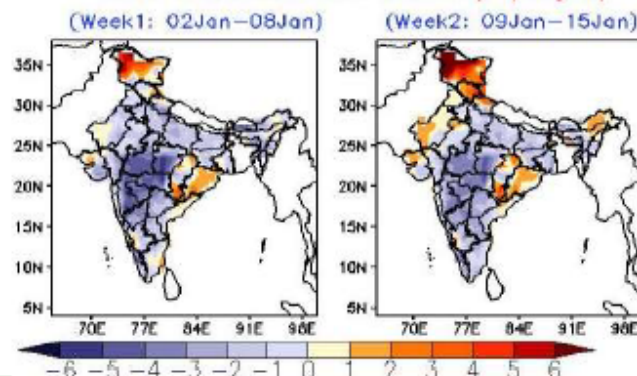 (Week1: 02Jan−08Jan)
(Week2: 09Jan−15Jan)
35N
30N
25N
20N
15N
10N
5N
70E 77E 84E 91E 98E
35N
30N
25N
20N
15N
10N
5N
70E 77E 84E 91E 98E
−6 −5 −4 −3 −2 −1 0 1 2 3 4 5 6